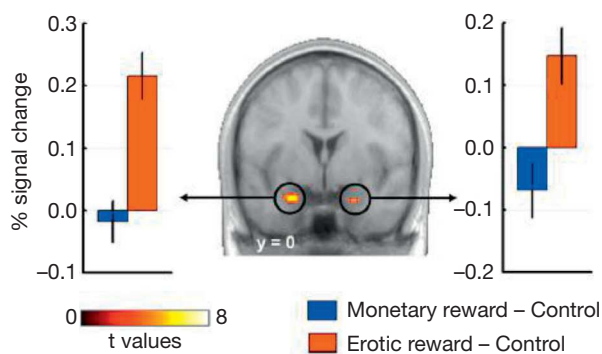 % signal change
0.3
0.2
0.1
0.0
–0.1
y = 0
0.2
0.1
0.0
–0.1
–0.2
0 8
t values
Monetary reward – Control
Erotic reward – Control